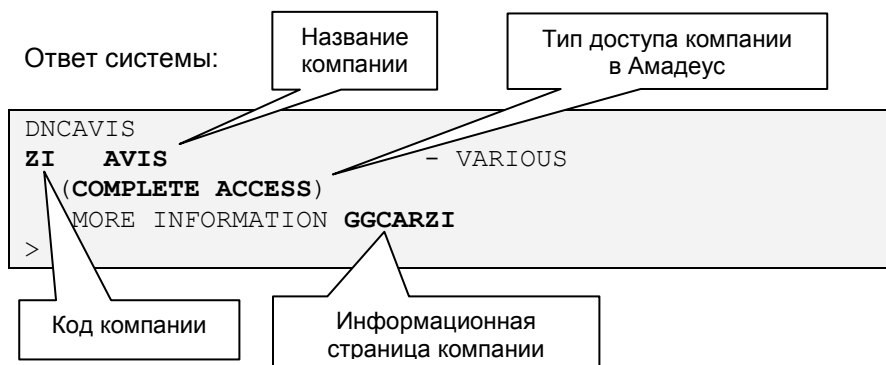 Ответ системы:
Название
компании
Тип доступа компании
в Амадеус
DNCAVIS
ZI AVIS - VARIOUS
(COMPLETE ACCESS)
MORE INFORMATION GGCARZI
>
Код компании
Информационная
страница компании